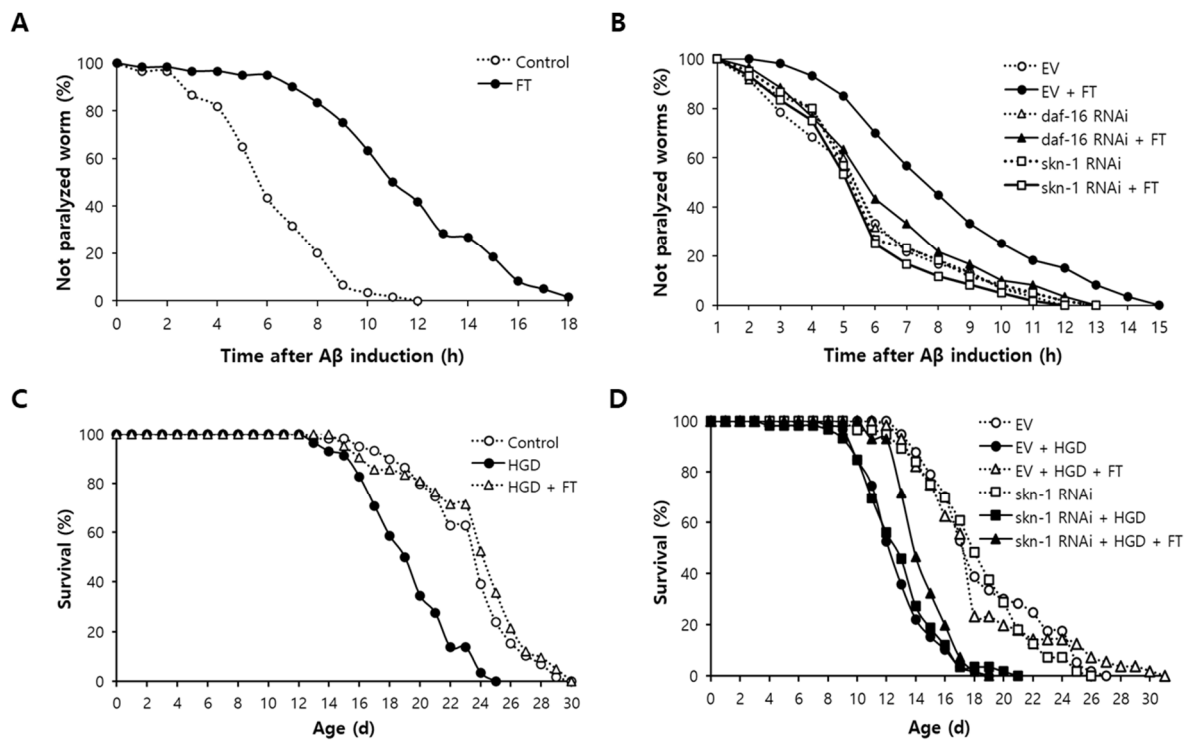 A
Not paralyzed worm (%)
100
80
60
40
20
0
0 2 4 6 8 10 12 14 16 18
Time after Aβ induction (h)
Control
FT
B
Not paralyzed worms (%)
100
80
60
40
20
0
1 2 3 4 5 6 7 8 9 10 11 12 13 14 15
Time after Aβ induction (h)
EV
EV + FT
daf-16 RNAi
daf-16 RNAi + FT
skn-1 RNAi
skn-1 RNAi + FT
C
Survival (%)
100
80
60
40
20
0
0 2 4 6 8 10 12 14 16 18 20 22 24 26 28 30
Age (d)
Control
HGD
HGD + FT
D
Survival (%)
100
80
60
40
20
0
0 2 4 6 8 10 12 14 16 18 20 22 24 26 28 30
Age (d)
EV
EV + HGD
EV + HGD + FT
skn-1 RNAi
skn-1 RNAi + HGD
skn-1 RNAi + HGD + FT